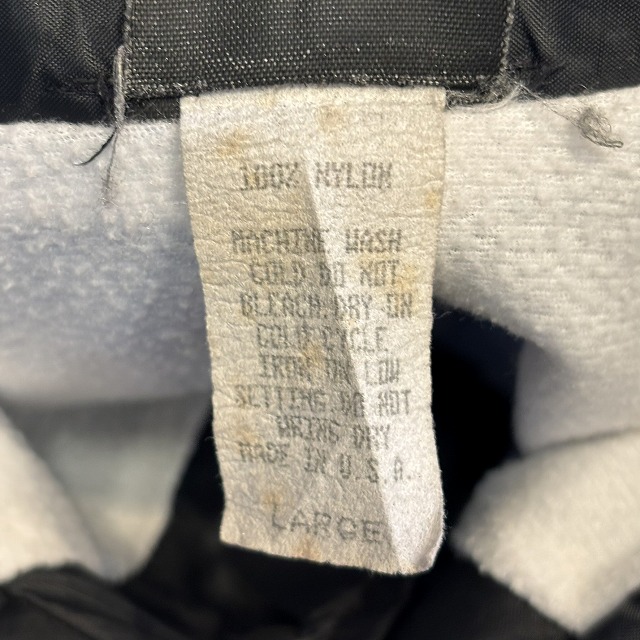 100% NYLON
MACHINE WASH
COLD DO NOT
BLEACH.DRY ON
COLD CYCLE
IRON ON LOW
SETTING.DO NOT
WRING DRY
MADE IN U.S.A.
LARGE